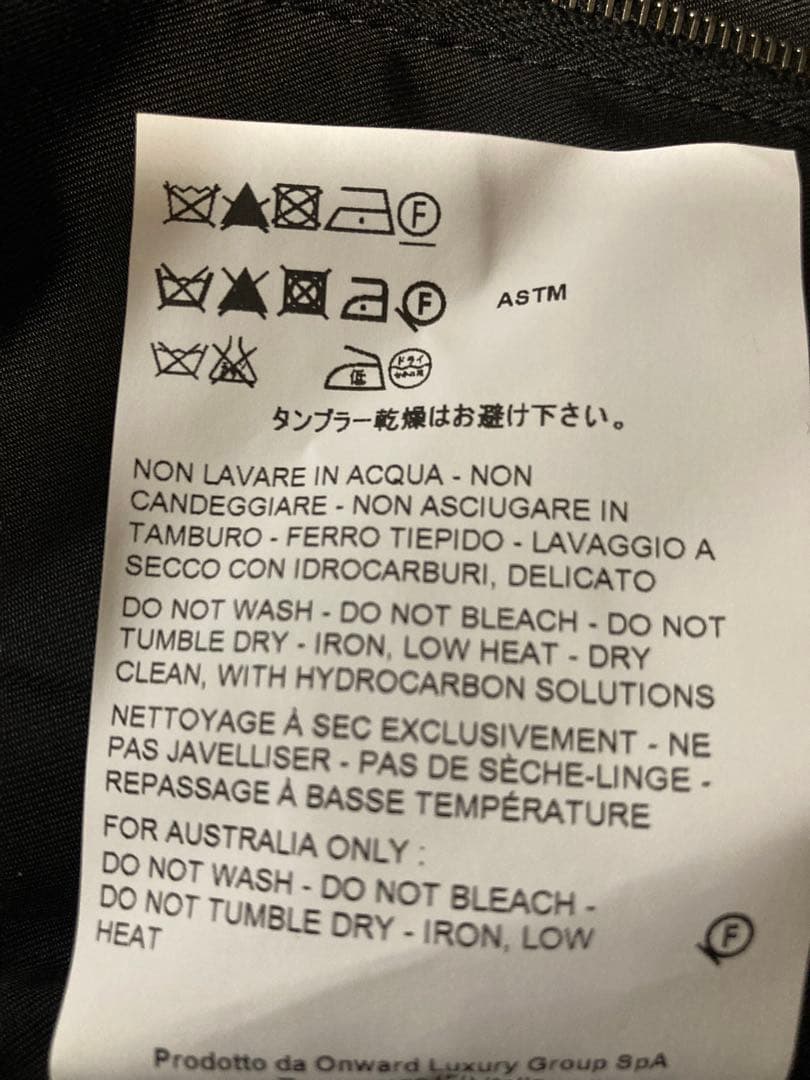 F
F ASTM
低 ドライ
タンブラー乾燥はお避け下さい。
NON LAVARE IN ACQUA - NON
CANDEGGIARE - NON ASCIUGARE IN
TAMBURO - FERRO TIEPIDO - LAVAGGIO A
SECCO CON IDROCARBURI, DELICATO
DO NOT WASH - DO NOT BLEACH - DO NOT
TUMBLE DRY - IRON, LOW HEAT - DRY
CLEAN, WITH HYDROCARBON SOLUTIONS
NETTOYAGE À SEC EXCLUSIVEMENT - NE
PAS JAVELLISER - PAS DE SÈCHE-LINGE -
REPASSAGE À BASSE TEMPÉRATURE
FOR AUSTRALIA ONLY :
DO NOT WASH - DO NOT BLEACH -
DO NOT TUMBLE DRY - IRON, LOW
HEAT
F
Prodotto da Onward Luxury Group SpA